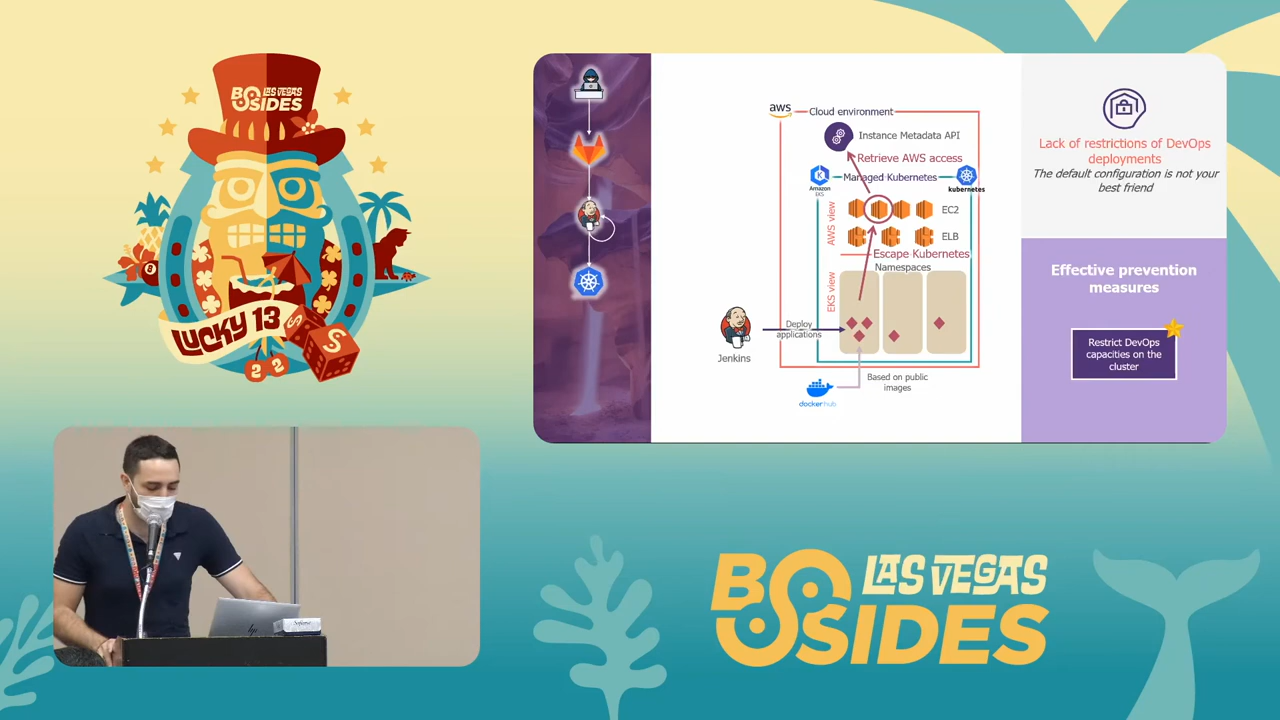 BSIDES LAS VEGAS
LUCKY 13
S
S
22
8
aws
Cloud environment
Instance Metadata API
Retrieve AWS access
Managed Kubernetes
Amazon
EKS
kubernetes
AWS view
EC2
ELB
Escape Kubernetes
Namespaces
EKS view
Jenkins
Deploy
applications
Based on public
images
docker hub
Lack of restrictions of DevOps
deployments
The default configuration is not your
best friend
Effective prevention
measures
Restrict DevOps
capacities on the
cluster
hp
BSIDES LAS VEGAS